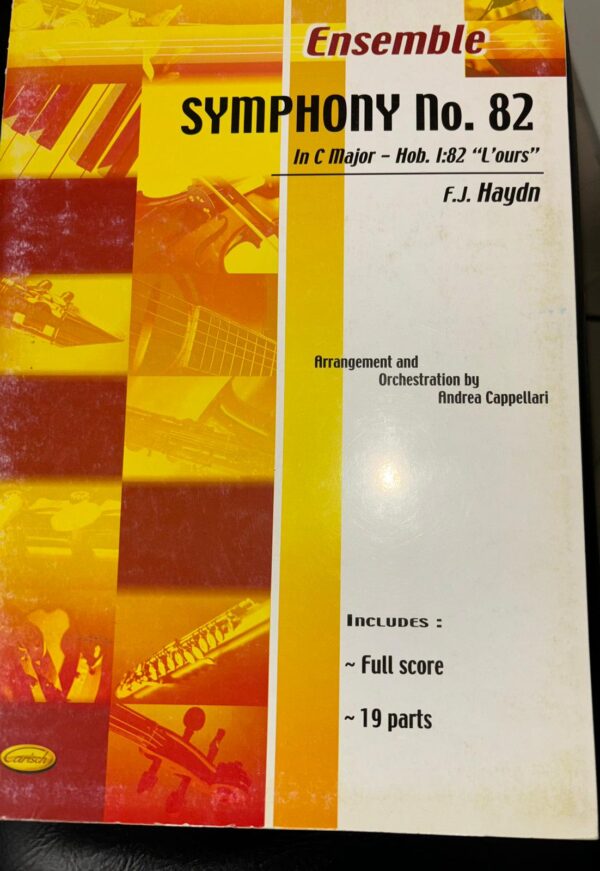 Ensemble
SYMPHONY No. 82
In C Major – Hob. I:82 "L'ours"
F.J. Haydn
Arrangement and
Orchestration by
Andrea Cappellari
INCLUDES :
~ Full score
~ 19 parts
Carisch